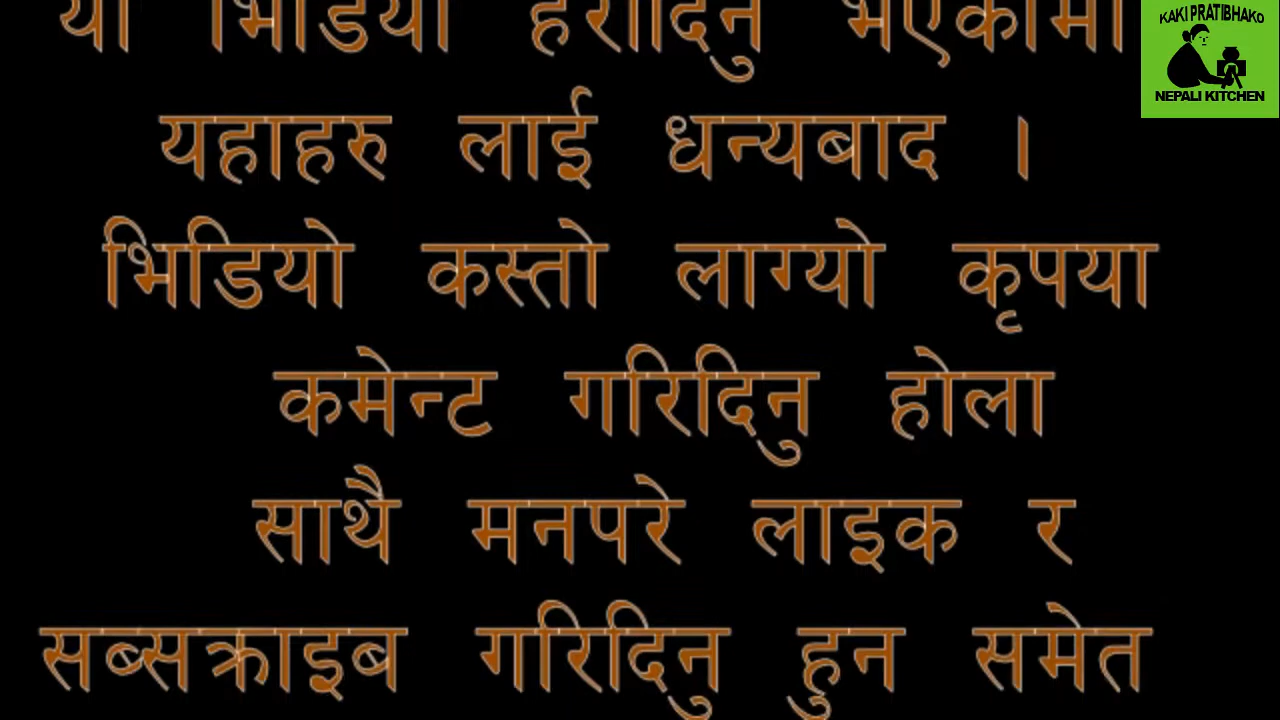 यो भिडियो हेरीदिनु भएकोमा
यहाहरु लाई धन्यबाद ।
भिडियो कस्तो लाग्यो कृपया
कमेन्ट गरिदिनु होला
साथै मनपरे लाइक र
सब्सक्राइब गरिदिनु हुन समेत
KAKI PRATIBHAKO
NEPALI KITCHEN